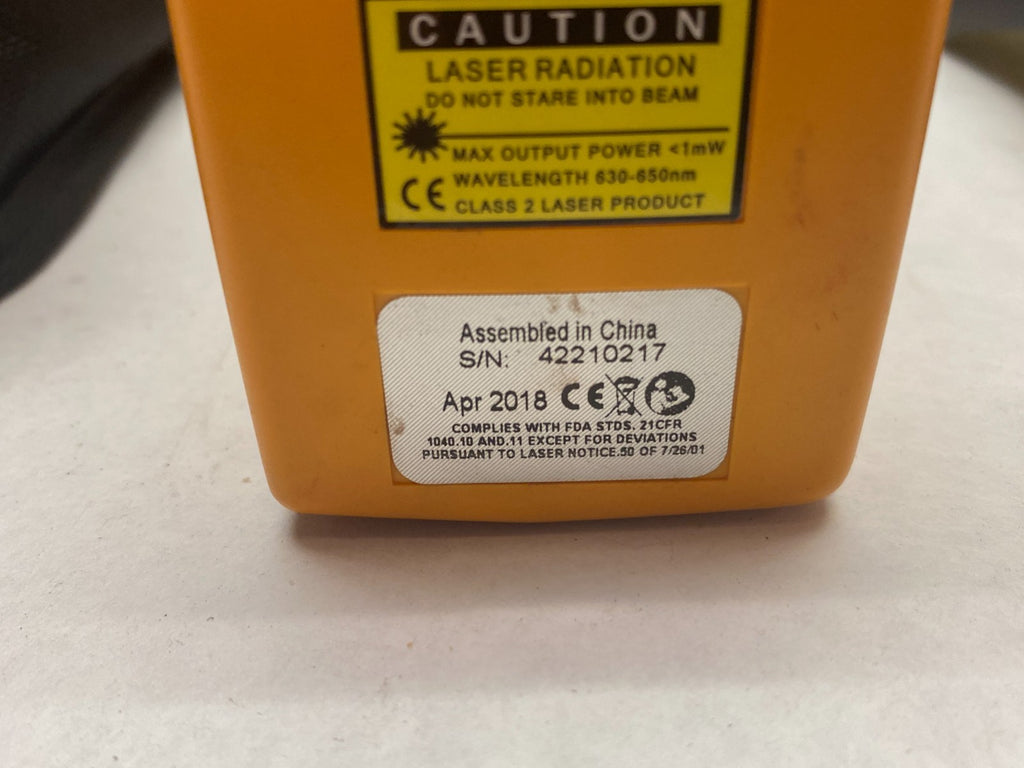 CAUTION
LASER RADIATION
DO NOT STARE INTO BEAM
MAX OUTPUT POWER <1mW
WAVELENGTH 630-650nm
CE CLASS 2 LASER PRODUCT
Assembled in China
S/N: 42210217
Apr 2018 CE
COMPLIES WITH FDA STDS. 21CFR
1040.10 AND.11 EXCEPT FOR DEVIATIONS
PURSUANT TO LASER NOTICE.50 OF 7/26/01